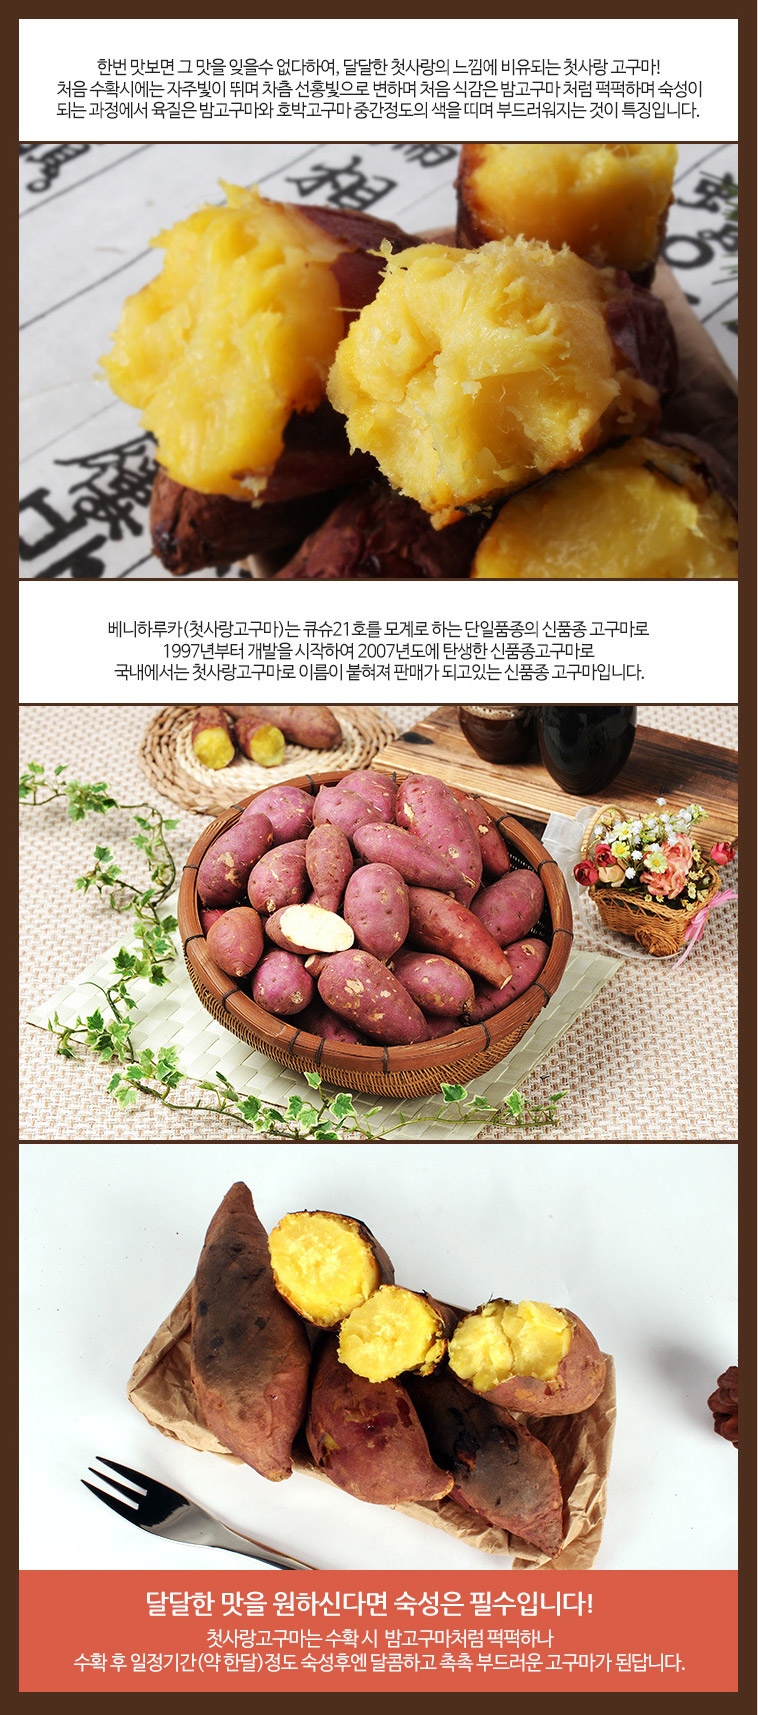 한번 맛보면 그 맛을 잊을수 없다하여, 달달한 첫사랑의 느낌에 비유되는 첫사랑 고구마!
처음 수확시에는 자주빛이 뛰며 차츰 선홍빛으로 변하며 처음 식감은 밤고구마 처럼 퍽퍽하며 숙성이
되는 과정에서 육질은 밤고구마와 호박고구마 중간정도의 색을 띠며 부드러워지는 것이 특징입니다.
相
베니하루카(첫사랑고구마)는 큐슈21호를 모계로 하는 단일품종의 신품종 고구마로
1997년부터 개발을 시작하여 2007년도에 탄생한 신품종고구마로
국내에서는 첫사랑고구마로 이름이 붙혀져 판매가 되고있는 신품종 고구마입니다.
달달한 맛을 원하신다면 숙성은 필수입니다!
첫사랑고구마는 수확 시 밤고구마처럼 퍽퍽하나
수확 후 일정기간(약 한달)정도 숙성후엔 달콤하고 촉촉 부드러운 고구마가 된답니다.